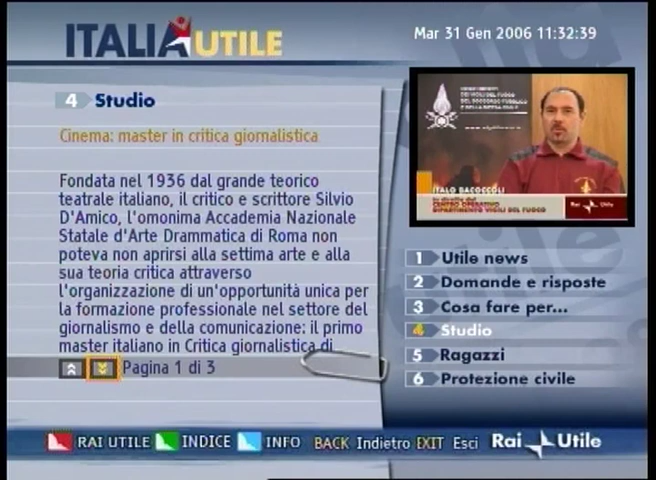 ITALIA UTILE
Mar 31 Gen 2006 11:32:39
4 Studio
Cinema: master in critica giornalistica
Fondata nel 1936 dal grande teorico
teatrale italiano, il critico e scrittore Silvio
D'Amico, l'omonima Accademia Nazionale
Statale d'Arte Drammatica di Roma non
poteva non aprirsi alla settima arte e alla
sua teoria critica attraverso
l'organizzazione di un'opportunità unica per
la formazione professionale nel settore del
giornalismo e della comunicazione: il primo
master italiano in Critica giornalistica di
Pagina 1 di 3
ITALO BACOCCOLI
in diretta dal
CENTRO OPERATIVO
DIPARTIMENTO VIGILI DEL FUOCO
Rai Utile
1 Utile news
2 Domande e risposte
3 Cosa fare per...
4 Studio
5 Ragazzi
6 Protezione civile
RAI UTILE INDICE INFO BACK Indietro EXIT Esci Rai Utile